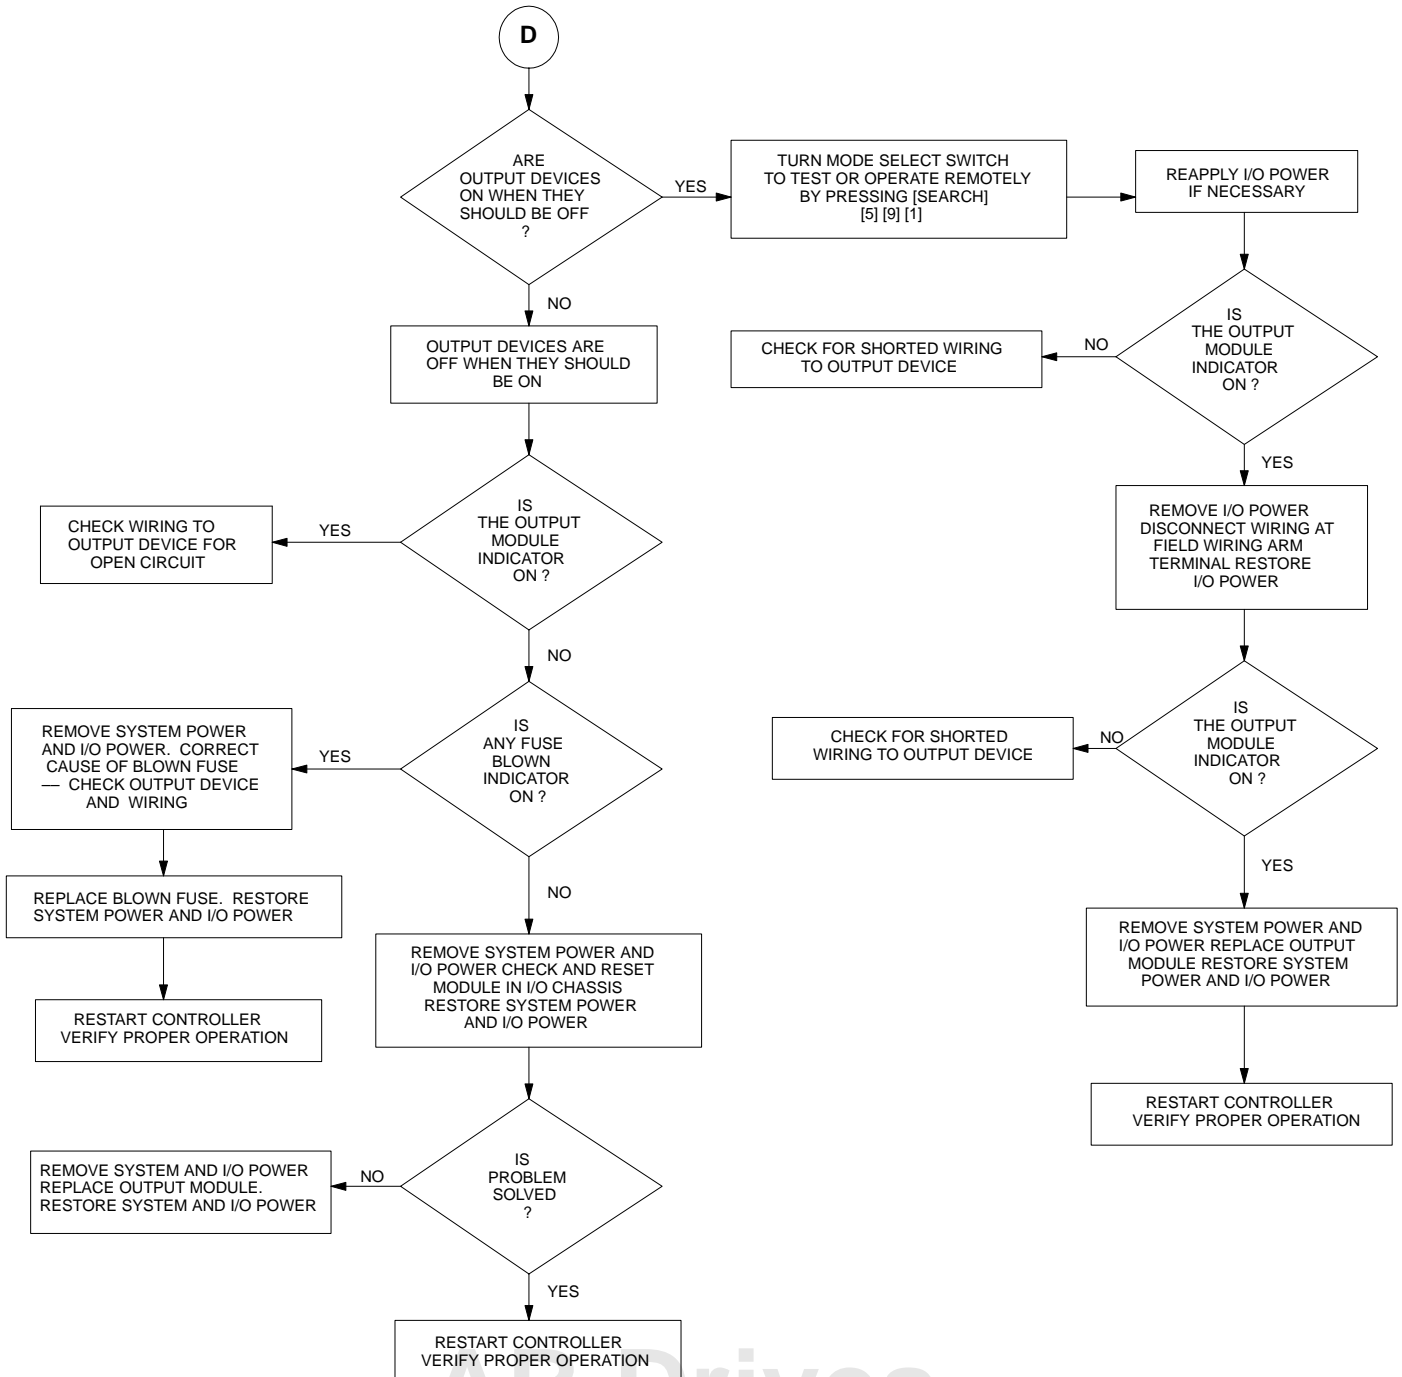 D
ARE
OUTPUT DEVICES
ON WHEN THEY
SHOULD BE OFF
?
YES
TURN MODE SELECT SWITCH
TO TEST OR OPERATE REMOTELY
BY PRESSING [SEARCH]
[5] [9] [1]
REAPPLY I/O POWER
IF NECESSARY
NO
OUTPUT DEVICES ARE
OFF WHEN THEY SHOULD
BE ON
IS
THE OUTPUT
MODULE
INDICATOR
ON ?
NO
CHECK FOR SHORTED WIRING
TO OUTPUT DEVICE
YES
REMOVE I/O POWER
DISCONNECT WIRING AT
FIELD WIRING ARM
TERMINAL RESTORE
I/O POWER
IS
THE OUTPUT
MODULE
INDICATOR
ON ?
YES
CHECK WIRING TO
OUTPUT DEVICE FOR
OPEN CIRCUIT
NO
IS
ANY FUSE
BLOWN
INDICATOR
ON ?
YES
REMOVE SYSTEM POWER
AND I/O POWER. CORRECT
CAUSE OF BLOWN FUSE
— CHECK OUTPUT DEVICE
AND WIRING
IS
THE OUTPUT
MODULE
INDICATOR
ON ?
NO
CHECK FOR SHORTED
WIRING TO OUTPUT DEVICE
YES
REPLACE BLOWN FUSE. RESTORE
SYSTEM POWER AND I/O POWER
NO
REMOVE SYSTEM POWER AND
I/O POWER CHECK AND RESET
MODULE IN I/O CHASSIS
RESTORE SYSTEM POWER
AND I/O POWER
REMOVE SYSTEM POWER AND
I/O POWER REPLACE OUTPUT
MODULE RESTORE SYSTEM
POWER AND I/O POWER
RESTART CONTROLLER
VERIFY PROPER OPERATION
RESTART CONTROLLER
VERIFY PROPER OPERATION
IS
PROBLEM
SOLVED
?
NO
REMOVE SYSTEM AND I/O POWER
REPLACE OUTPUT MODULE.
RESTORE SYSTEM AND I/O POWER
YES
RESTART CONTROLLER
VERIFY PROPER OPERATION
AB Drives